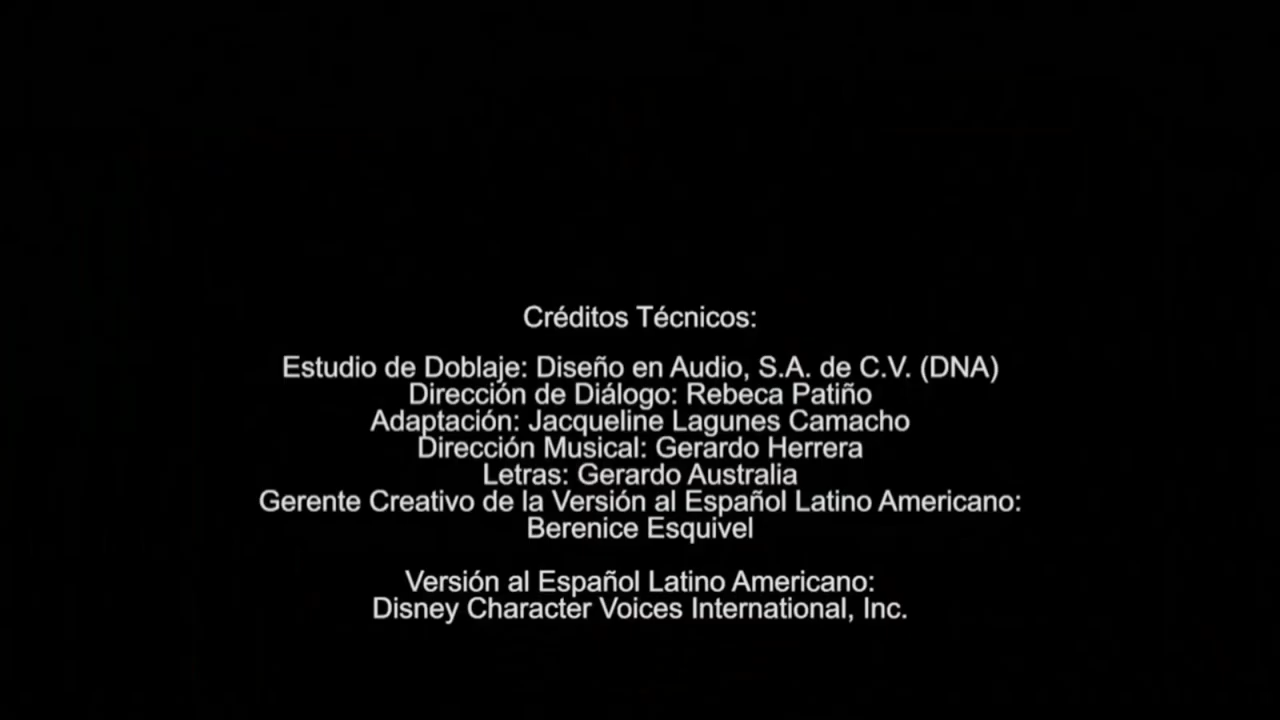 Créditos Técnicos:
Estudio de Doblaje: Diseño en Audio, S.A. de C.V. (DNA)
Dirección de Diálogo: Rebeca Patiño
Adaptación: Jacqueline Lagunes Camacho
Dirección Musical: Gerardo Herrera
Letras: Gerardo Australia
Gerente Creativo de la Versión al Español Latino Americano:
Berenice Esquivel
Versión al Español Latino Americano:
Disney Character Voices International, Inc.